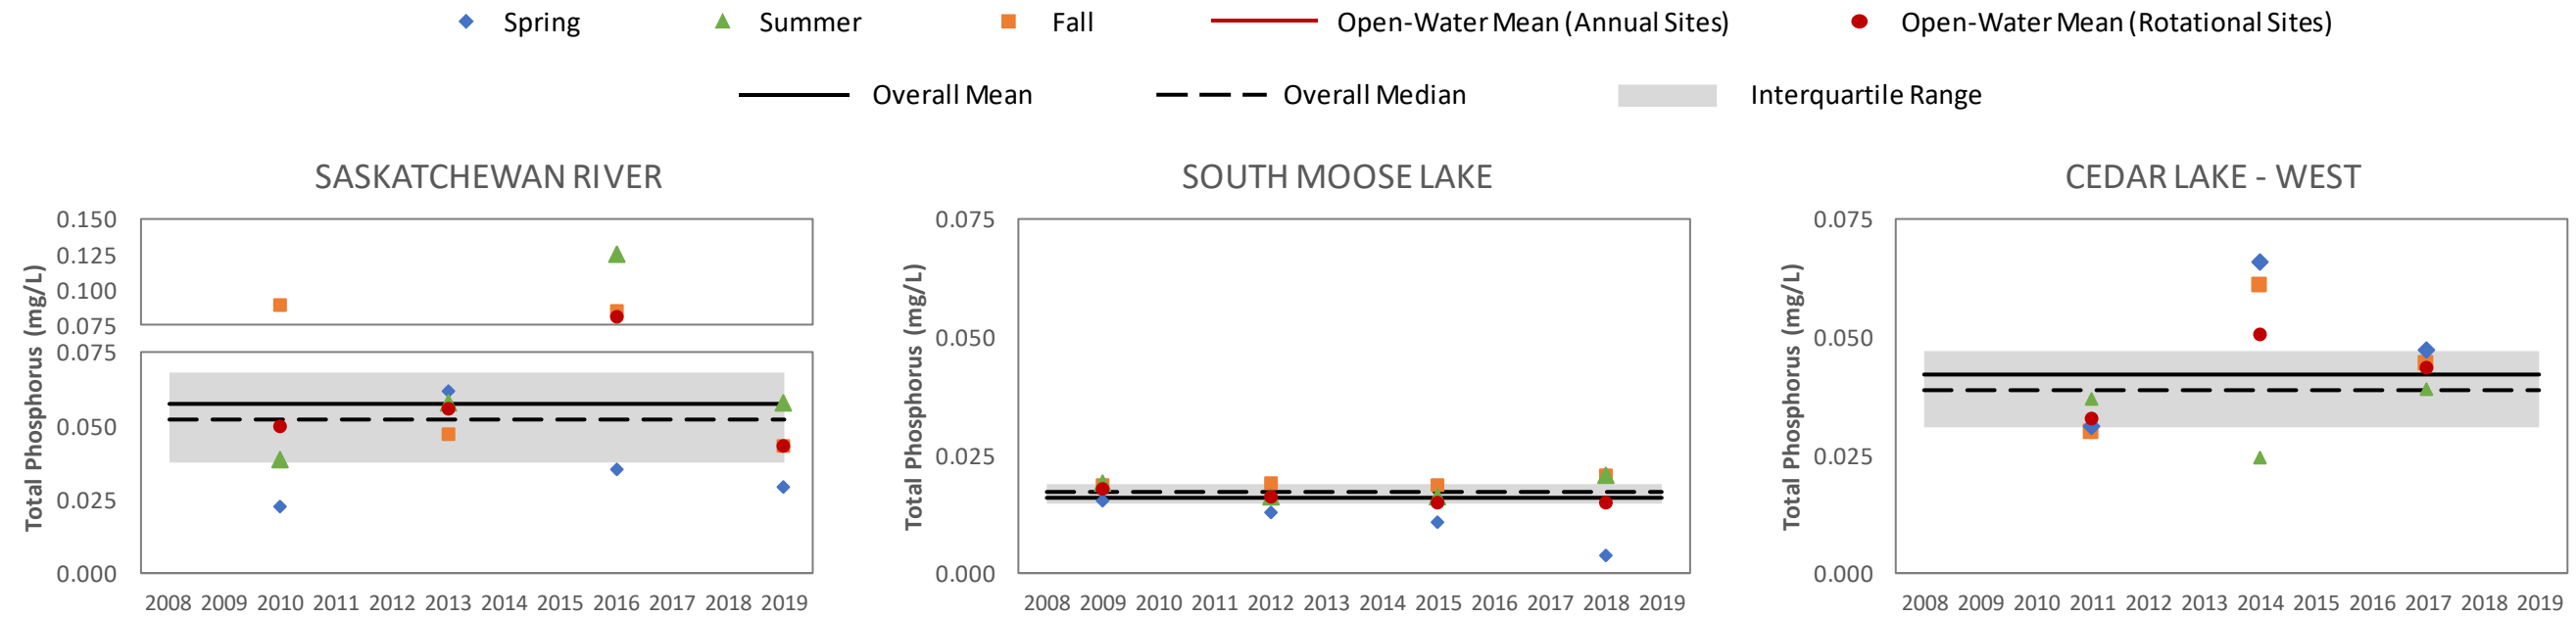 Spring Summer Fall Open-Water Mean (Annual Sites) Open-Water Mean (Rotational Sites)
Overall Mean Overall Median Interquartile Range
SASKATCHEWAN RIVER
Total Phosphorus (mg/L)
0.150
0.125
0.100
0.075
0.075
0.050
0.025
0.000
2008 2009 2010 2011 2012 2013 2014 2015 2016 2017 2018 2019
SOUTH MOOSE LAKE
Total Phosphorus (mg/L)
0.075
0.050
0.025
0.000
2008 2009 2010 2011 2012 2013 2014 2015 2016 2017 2018 2019
CEDAR LAKE - WEST
Total Phosphorus (mg/L)
0.075
0.050
0.025
0.000
2008 2009 2010 2011 2012 2013 2014 2015 2016 2017 2018 2019